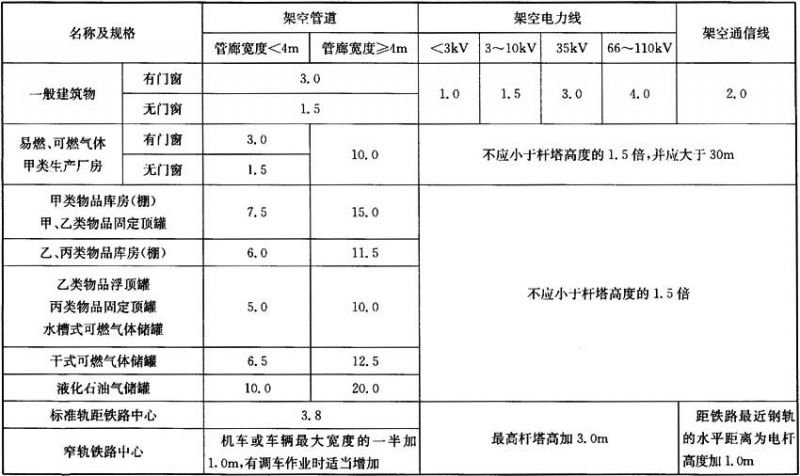 名称及规格 架空管道 架空电力线 架空通信线
管廊宽度<4m 管廊宽度≥4m <3kV 3～10kV 35kV 66～110kV
一般建筑物 有门窗 3.0 1.0 1.5 3.0 4.0 2.0
无门窗 1.5
易燃、可燃气体
甲类生产厂房 有门窗 3.0 10.0 不应小于杆塔高度的1.5倍,并应大于30m
无门窗 1.5
甲类物品库房(棚)
甲、乙类物品固定顶罐 7.5 15.0 不应小于杆塔高度的1.5倍
乙、丙类物品库房(棚) 6.0 11.5
乙类物品浮顶罐
丙类物品固定顶罐 5.0 10.0
水槽式可燃气体储罐
干式可燃气体储罐 6.5 12.5
液化石油气储罐 10.0 20.0
标准轨距铁路中心 3.8 最高杆塔高加3.0m 距铁路最近钢轨
的水平距离为电杆
高度加1.0m
窄轨铁路中心 机车或车辆最大宽度的一半加
1.0m,有调车作业时适当增加